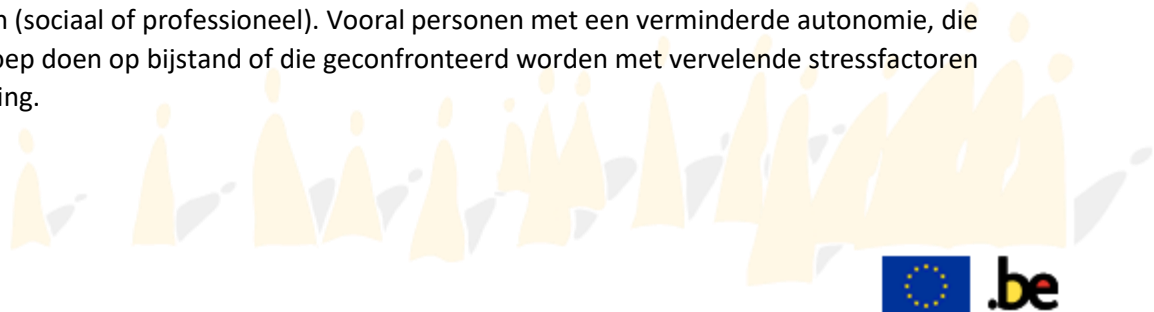 n (sociaal of professioneel). Vooral personen met een verminderde autonomie, die
oep doen op bijstand of die geconfronteerd worden met vervelende stressfactoren
ing.
.be